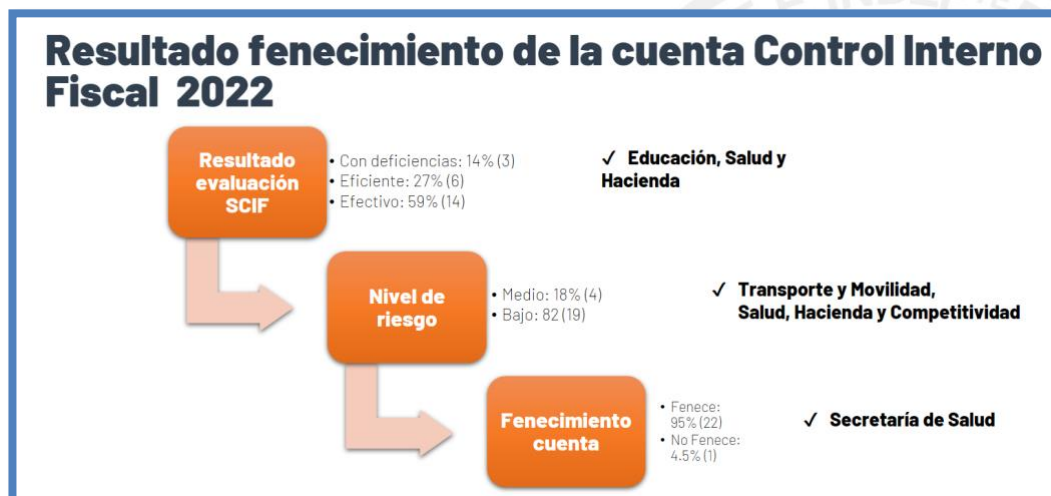 Resultado fenecimiento de la cuenta Control Interno
Fiscal 2022
Resultado
evaluación
SCIF
• Con deficiencias: 14% (3)
• Eficiente: 27% (6)
• Efectivo: 59% (14)
✓ Educación, Salud y
Hacienda
Nivel de
riesgo
• Medio: 18% (4)
• Bajo: 82 (19)
✓ Transporte y Movilidad,
Salud, Hacienda y Competitividad
Fenecimiento
cuenta
• Fenece:
95% (22)
• No Fenece:
4.5% (1)
✓ Secretaría de Salud